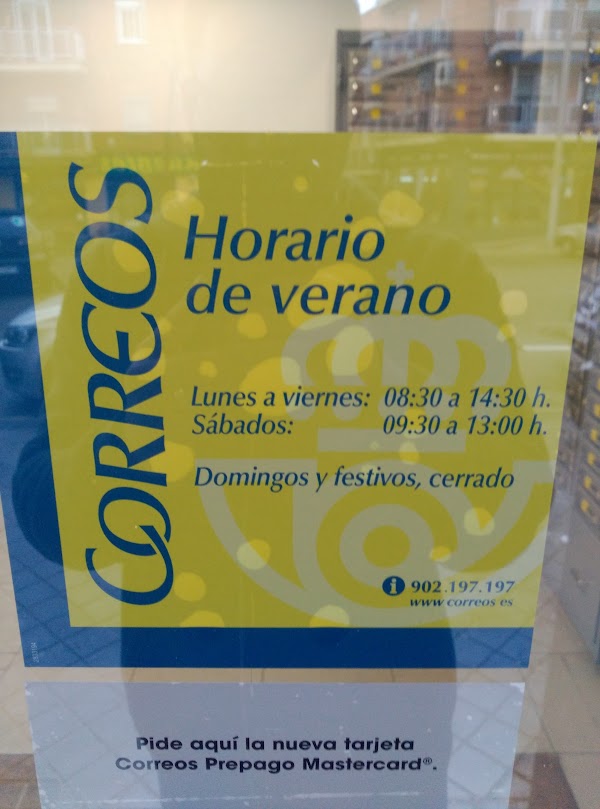 CORREOS
Horario
de verano
Lunes a viernes: 08:30 a 14:30 h.
Sábados: 09:30 a 13:00 h.
Domingos y festivos, cerrado
i 902.197.197
www.correos.es
Pide aquí la nueva tarjeta
Correos Prepago Mastercard®.